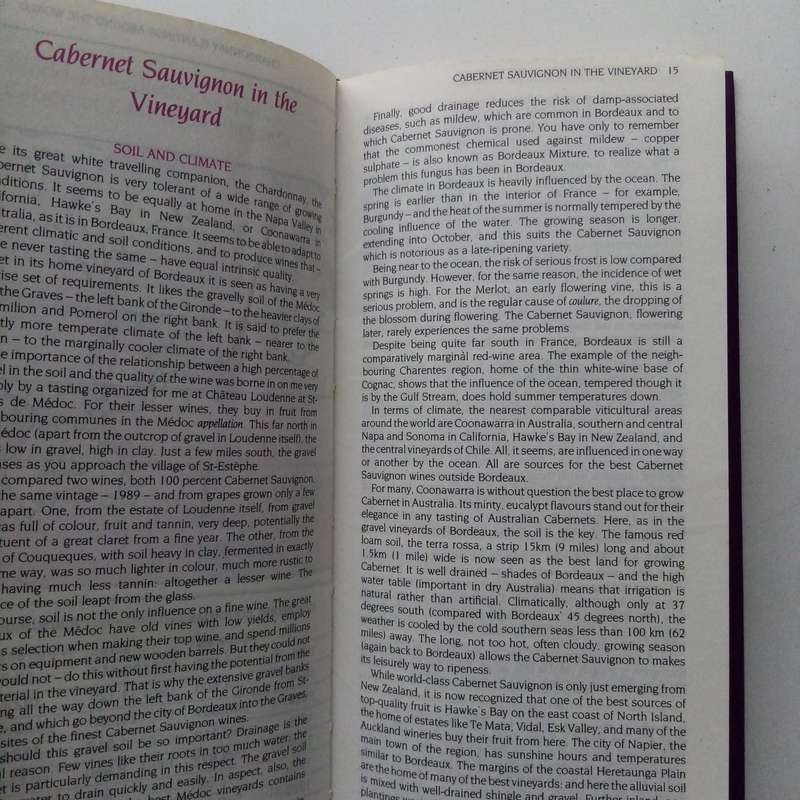 Cabernet Sauvignon in the
Vineyard
SOIL AND CLIMATE
e its great white travelling companion, the Chardonnay, the
bernet Sauvignon is very tolerant of a wide range of growing
nditions. It seems to be equally at home in the Napa Valley in
ifornia, Hawke's Bay in New Zealand, or Coonawarra in
tralia, as it is in Bordeaux, France. It seems to be able to adapt to
erent climatic and soil conditions, and to produce wines that –
e never tasting the same – have equal intrinsic quality.
et in its home vineyard of Bordeaux it is seen as having a very
ise set of requirements. It likes the gravelly soil of the Médoc
the Graves – the left bank of the Gironde – to the heavier clays of
milion and Pomerol on the right bank. It is said to prefer the
tly more temperate climate of the left bank – nearer to the
n – to the marginally cooler climate of the right bank.
e importance of the relationship between a high percentage of
el in the soil and the quality of the wine was borne in on me very
bly by a tasting organized for me at Château Loudenne at St-
s de Médoc. For their lesser wines, they buy in fruit from
bouring communes in the Médoc appellation. This far north in
édoc (apart from the outcrop of gravel in Loudenne itself), the
s low in gravel, high in clay. Just a few miles south, the gravel
ases as you approach the village of St-Estèphe.
compared two wines, both 100 percent Cabernet Sauvignon,
the same vintage – 1989 – and from grapes grown only a few
apart. One, from the estate of Loudenne itself, from gravel
was full of colour, fruit and tannin, very deep, potentially the
tuent of a great claret from a fine year. The other, from the
of Couqueques, with soil heavy in clay, fermented in exactly
me way, was so much lighter in colour, much more rustic to
having much less tannin: altogether a lesser wine. The
ce of the soil leapt from the glass.
ourse, soil is not the only influence on a fine wine. The great
ux of the Médoc have old vines with low yields, employ
s selection when making their top wine, and spend millions
rs on equipment and new wooden barrels. But they could not
would not – do this without first having the potential from the
terial in the vineyard. That is why the extensive gravel banks
ng all the way down the left bank of the Gironde from St-
e, and which go beyond the city of Bordeaux into the Graves,
sites of the finest Cabernet Sauvignon wines.
should this gravel soil be so important? Drainage is the
l reason. Few vines like their roots in too much water; the
et is particularly demanding in this respect. The gravel soil
water to drain quickly and easily. In aspect, also, the
best Médoc vineyards contains
CABERNET SAUVIGNON IN THE VINEYARD 15
Finally, good drainage reduces the risk of damp-associated
diseases, such as mildew, which are common in Bordeaux and to
which Cabernet Sauvignon is prone. You have only to remember
that the commonest chemical used against mildew – copper
sulphate – is also known as Bordeaux Mixture, to realize what a
problem this fungus has been in Bordeaux.
The climate in Bordeaux is heavily influenced by the ocean. The
spring is earlier than in the interior of France – for example,
Burgundy – and the heat of the summer is normally tempered by the
cooling influence of the water. The growing season is longer,
extending into October, and this suits the Cabernet Sauvignon
which is notorious as a late-ripening variety.
Being near to the ocean, the risk of serious frost is low compared
with Burgundy. However, for the same reason, the incidence of wet
springs is high. For the Merlot, an early flowering vine, this is a
serious problem, and is the regular cause of coulure, the dropping of
the blossom during flowering. The Cabernet Sauvignon, flowering
later, rarely experiences the same problems.
Despite being quite far south in France, Bordeaux is still a
comparatively marginal red-wine area. The example of the neigh-
bouring Charentes region, home of the thin white-wine base of
Cognac, shows that the influence of the ocean, tempered though it
is by the Gulf Stream, does hold summer temperatures down.
In terms of climate, the nearest comparable viticultural areas
around the world are Coonawarra in Australia, southern and central
Napa and Sonoma in California, Hawke's Bay in New Zealand, and
the central vineyards of Chile. All, it seems, are influenced in one way
or another by the ocean. All are sources for the best Cabernet
Sauvignon wines outside Bordeaux.
For many, Coonawarra is without question the best place to grow
Cabernet in Australia. Its minty, eucalypt flavours stand out for their
elegance in any tasting of Australian Cabernets. Here, as in the
gravel vineyards of Bordeaux, the soil is the key. The famous red
loam soil, the terra rossa, a strip 15km (9 miles) long and about
1.5km (1 mile) wide is now seen as the best land for growing
Cabernet. It is well drained – shades of Bordeaux – and the high
water table (important in dry Australia) means that irrigation is
natural rather than artificial. Climatically, although only at 37
degrees south (compared with Bordeaux' 45 degrees north), the
weather is cooled by the cold southern seas less than 100 km (62
miles) away. The long, not too hot, often cloudy, growing season
(again back to Bordeaux) allows the Cabernet Sauvignon to make
its leisurely way to ripeness.
While world-class Cabernet Sauvignon is only just emerging from
New Zealand, it is now recognized that one of the best sources of
top-quality fruit is Hawke's Bay on the east coast of North Island,
the home of estates like Te Mata, Vidal, Esk Valley, and many of the
Auckland wineries buy their fruit from here. The city of Napier, the
main town of the region, has sunshine hours and temperatures
similar to Bordeaux. The margins of the coastal Heretaunga Plain
are the home of many of the best vineyards: and here the alluvial soil
is mixed with well-drained shingle and gravel. Further inland,